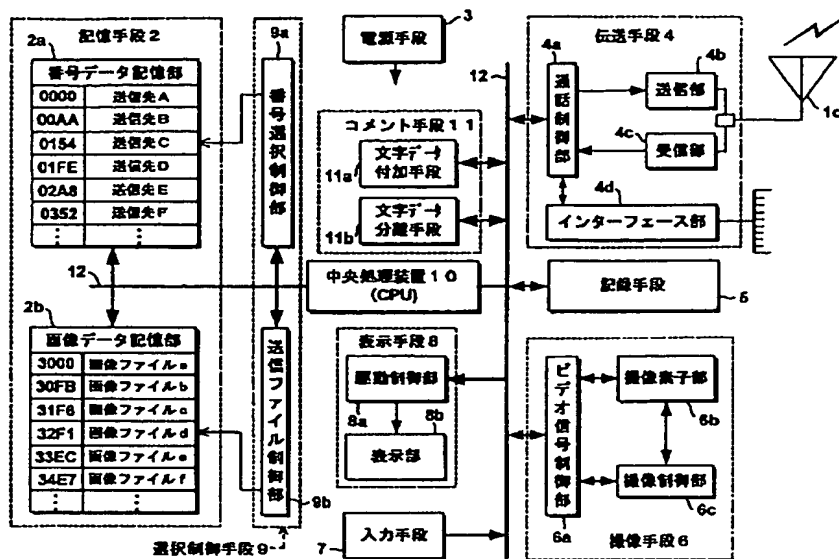 記憶手段2
2a
番号データ記憶部
0000 送信先A
00AA 送信先B
0154 送信先C
01FE 送信先D
02A8 送信先E
0352 送信先F
12
2b
画像データ記憶部
3000 画像ファイルa
30FB 画像ファイルb
31F6 画像ファイルc
32F1 画像ファイルd
33EC 画像ファイルe
34E7 画像ファイルf
9a
番号選択制御部
送信ファイル制御部
9b
選択制御手段9
電源手段
3
コメント手段11
文字データ
付加手段
11a
文字データ
分離手段
11b
中央処理装置10
(CPU)
表示手段8
駆動制御部
8a
8b
表示部
入力手段
7
12
伝送手段4
4a
通話制御部
4b
送信部
4c
受信部
4d
インターフェース部
1c
記録手段
5
ビデオ信号制御部
6a
撮像素子部
6b
撮像制御部
6c
撮像手段6